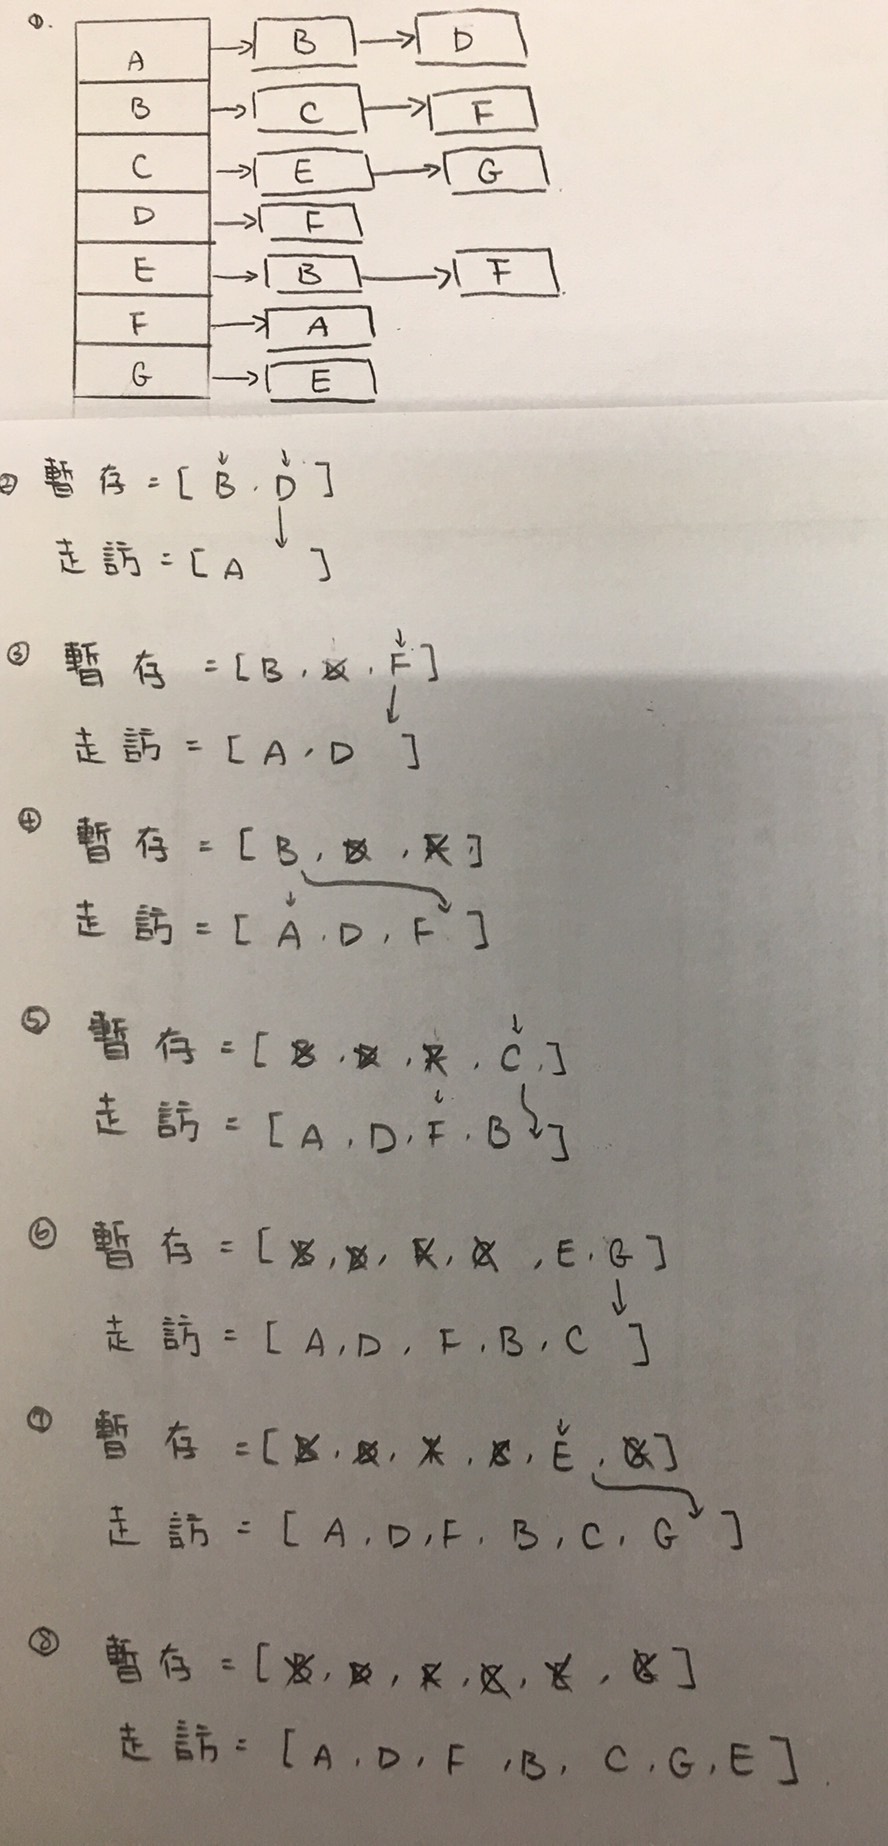 ①.
A → B → D
B → C → F
C → E → G
D → F
E → B → F
F → A
G → E
② 暫存 = [ B , D ]
走訪 = [ A ]
③ 暫存 = [ B , D , F ]
走訪 = [ A , D ]
④ 暫存 = [ B , D , F ]
走訪 = [ A , D , F ]
⑤ 暫存 = [ B , D , F , C , ]
走訪 = [ A , D , F , B ]
⑥ 暫存 = [ B , D , F , C , E , G ]
走訪 = [ A , D , F , B , C ]
⑦ 暫存 = [ B , D , F , C , E , G ]
走訪 = [ A , D , F , B , C , G ]
⑧ 暫存 = [ B , D , F , C , E , G ]
走訪 = [ A , D , F , B , C , G , E ]